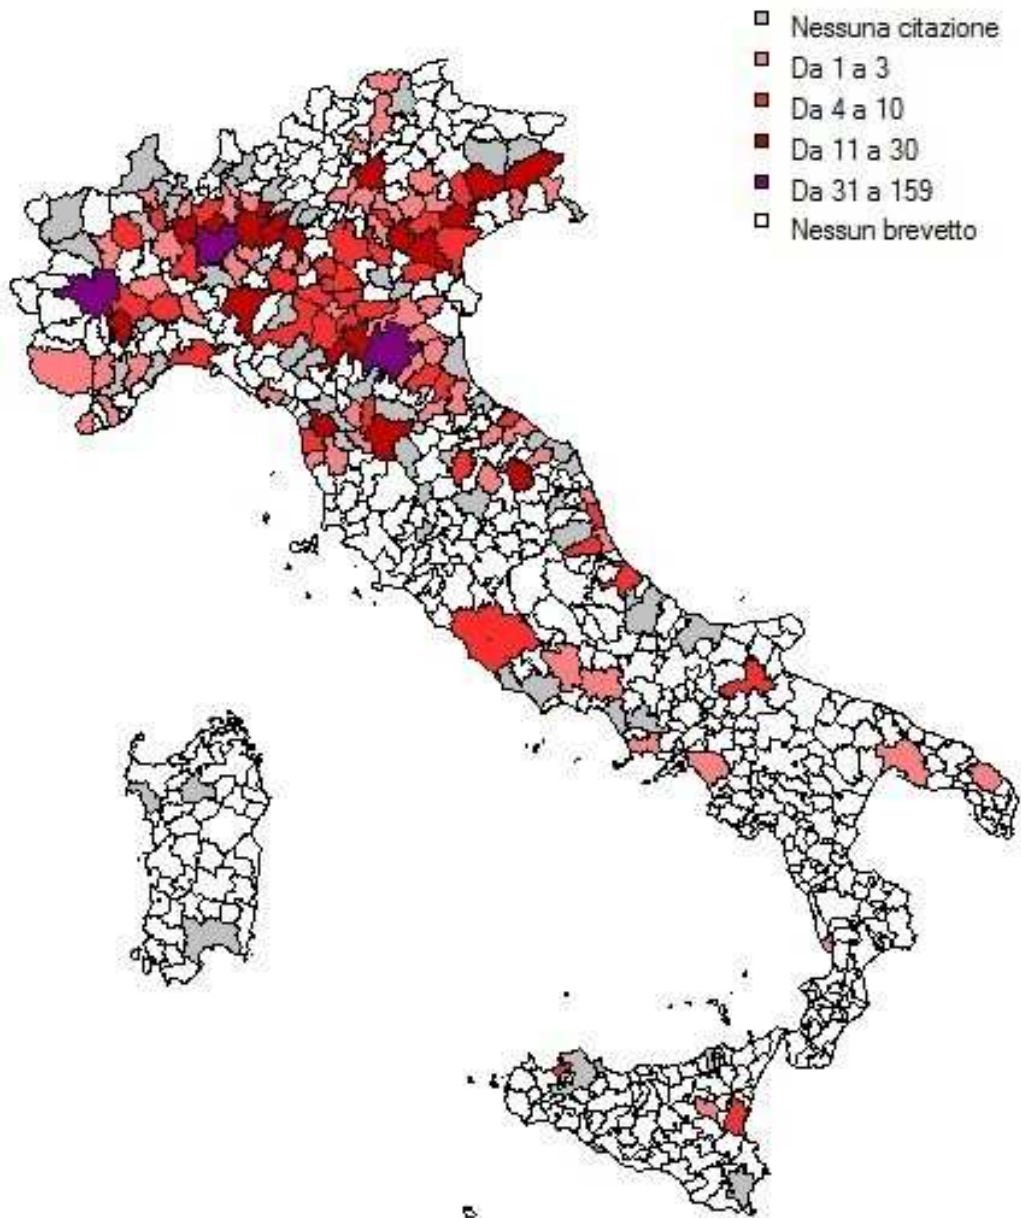 Nessuna citazione
Da 1 a 3
Da 4 a 10
Da 11 a 30
Da 31 a 159
Nessun brevetto